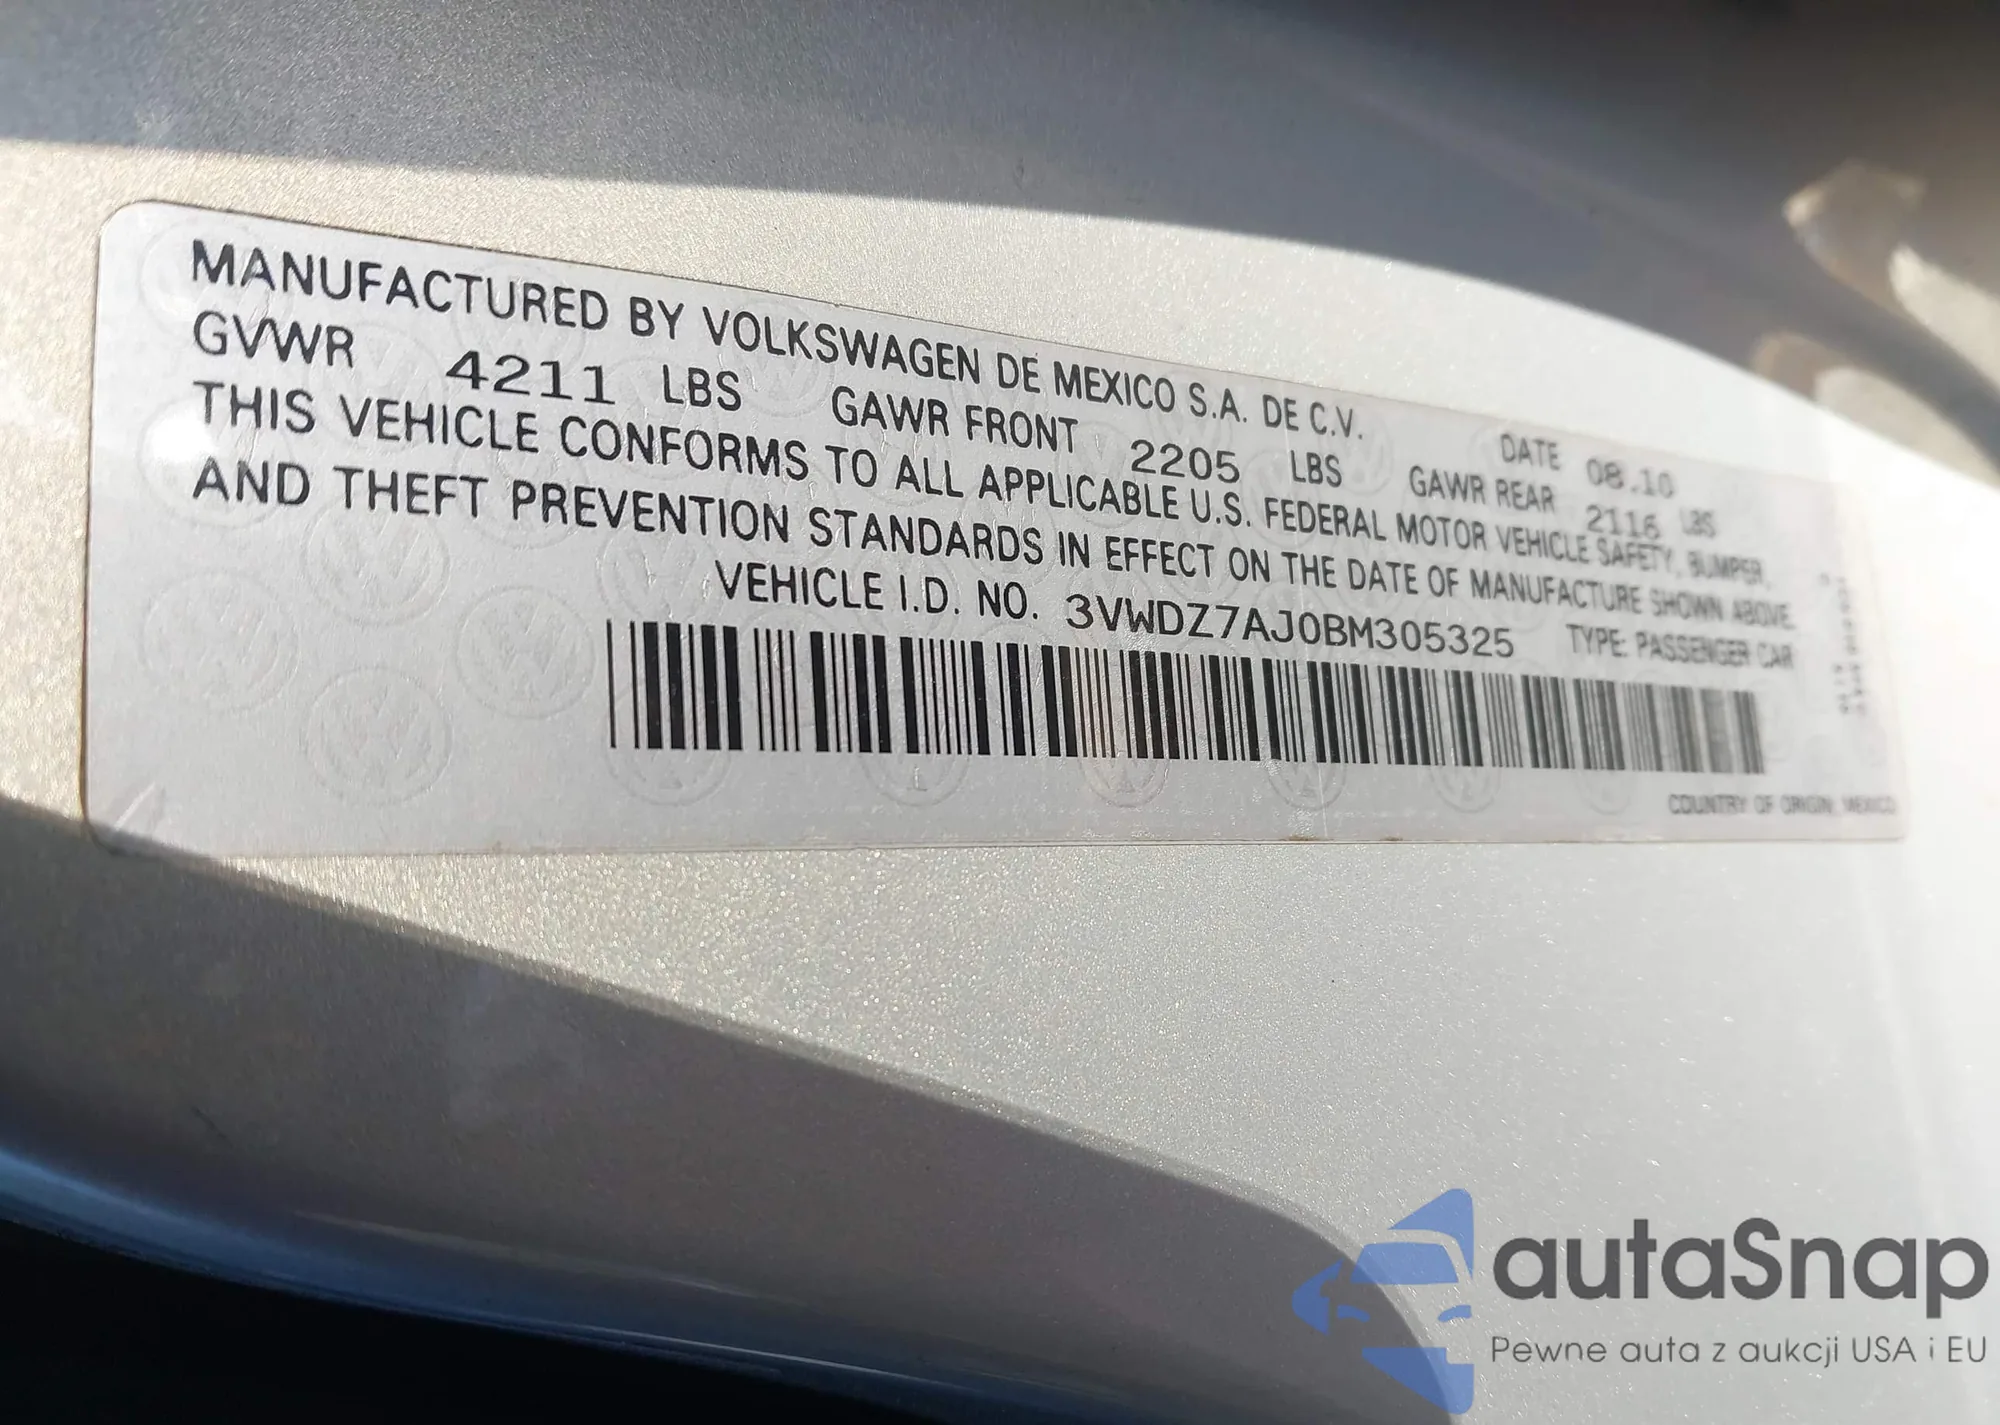 MANUFACTURED BY VOLKSWAGEN DE MEXICO S.A. DE C.V. DATE 08.10
GVWR 4211 LBS GAWR FRONT 2205 LBS GAWR REAR 2116 LBS
THIS VEHICLE CONFORMS TO ALL APPLICABLE U.S. FEDERAL MOTOR VEHICLE SAFETY, BUMPER,
AND THEFT PREVENTION STANDARDS IN EFFECT ON THE DATE OF MANUFACTURE SHOWN ABOVE.
VEHICLE I.D. NO. 3VWDZ7AJ0BM305325 TYPE: PASSENGER CAR
COUNTRY OF ORIGIN: MEXICO
autaSnap
Pewne auta z aukcji USA i EU